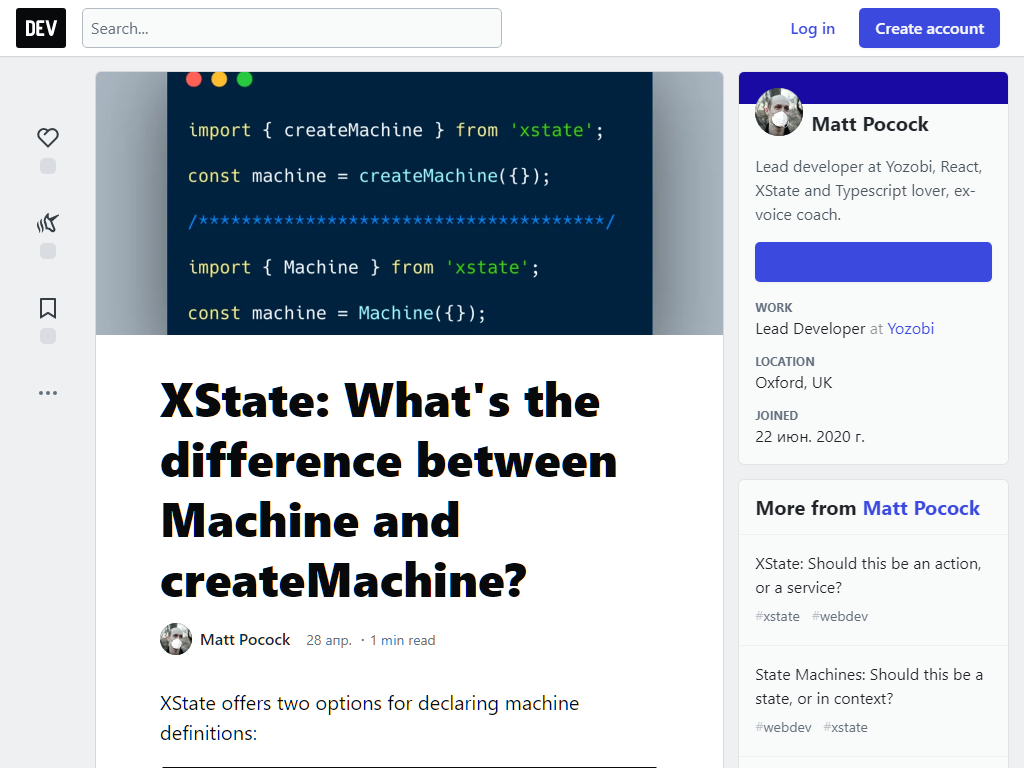 DEV
Search...
Log in
Create account
import { createMachine } from 'xstate';
const machine = createMachine({});
/***************************************/
import { Machine } from 'xstate';
const machine = Machine({});
XState: What's the
difference between
Machine and
createMachine?
Matt Pocock 28 апр. · 1 min read
XState offers two options for declaring machine
definitions:
Matt Pocock
Lead developer at Yozobi, React,
XState and Typescript lover, ex-
voice coach.
WORK
Lead Developer at Yozobi
LOCATION
Oxford, UK
JOINED
22 июн. 2020 г.
More from Matt Pocock
XState: Should this be an action,
or a service?
#xstate #webdev
State Machines: Should this be a
state, or in context?
#webdev #xstate